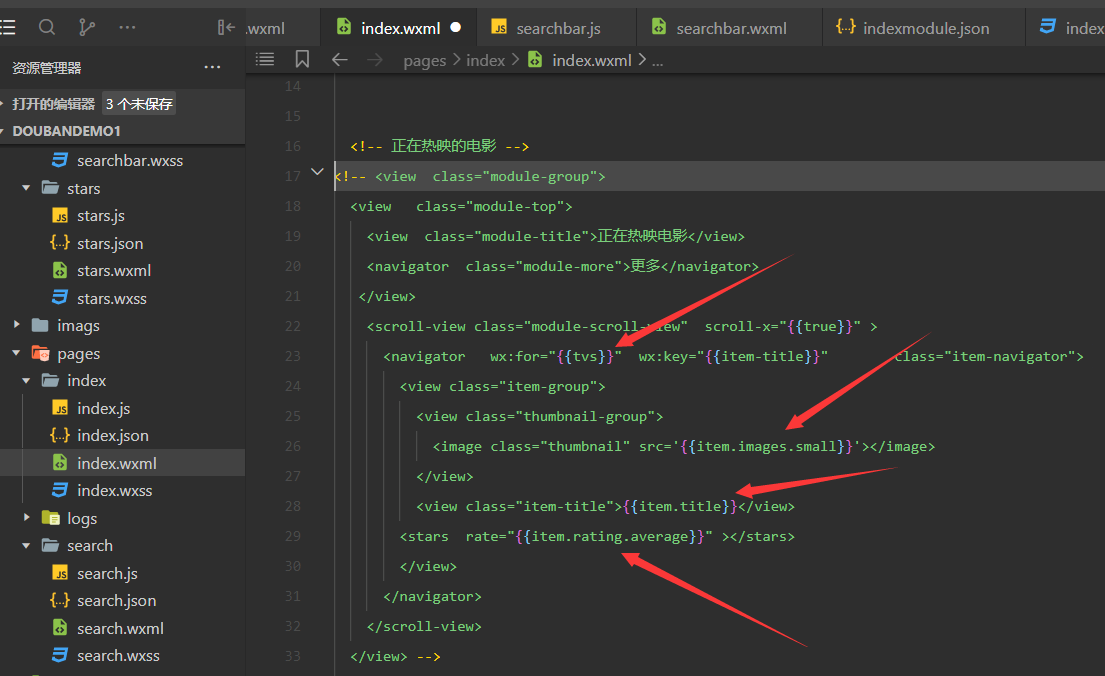 .wxml index.wxml searchbar.js searchbar.wxml indexmodule.json index
资源管理器 ···
pages > index > index.wxml > ...
打开的编辑器 3 个未保存
DOUBANDEMO1
searchbar.wxss
stars
stars.js
stars.json
stars.wxml
stars.wxss
imags
pages
index
index.js
index.json
index.wxml
index.wxss
logs
search
search.js
search.json
search.wxml
search.wxss
14
15
16 <!-- 正在热映的电影 -->
17 <!-- <view  class="module-group">
18 <view   class="module-top">
19 <view  class="module-title">正在热映电影</view>
20 <navigator  class="module-more">更多</navigator>
21 </view>
22 <scroll-view class="module-scroll-view"  scroll-x="{{true}}" >
23 <navigator   wx:for="{{tvs}}"  wx:key="{{item-title}}"        class="item-navigator">
24 <view class="item-group">
25 <view class="thumbnail-group">
26 <image class="thumbnail" src='{{item.images.small}}'></image>
27 </view>
28 <view class="item-title">{{item.title}}</view>
29 <stars  rate="{{item.rating.average}}" ></stars>
30 </view>
31 </navigator>
32 </scroll-view>
33 </view> -->